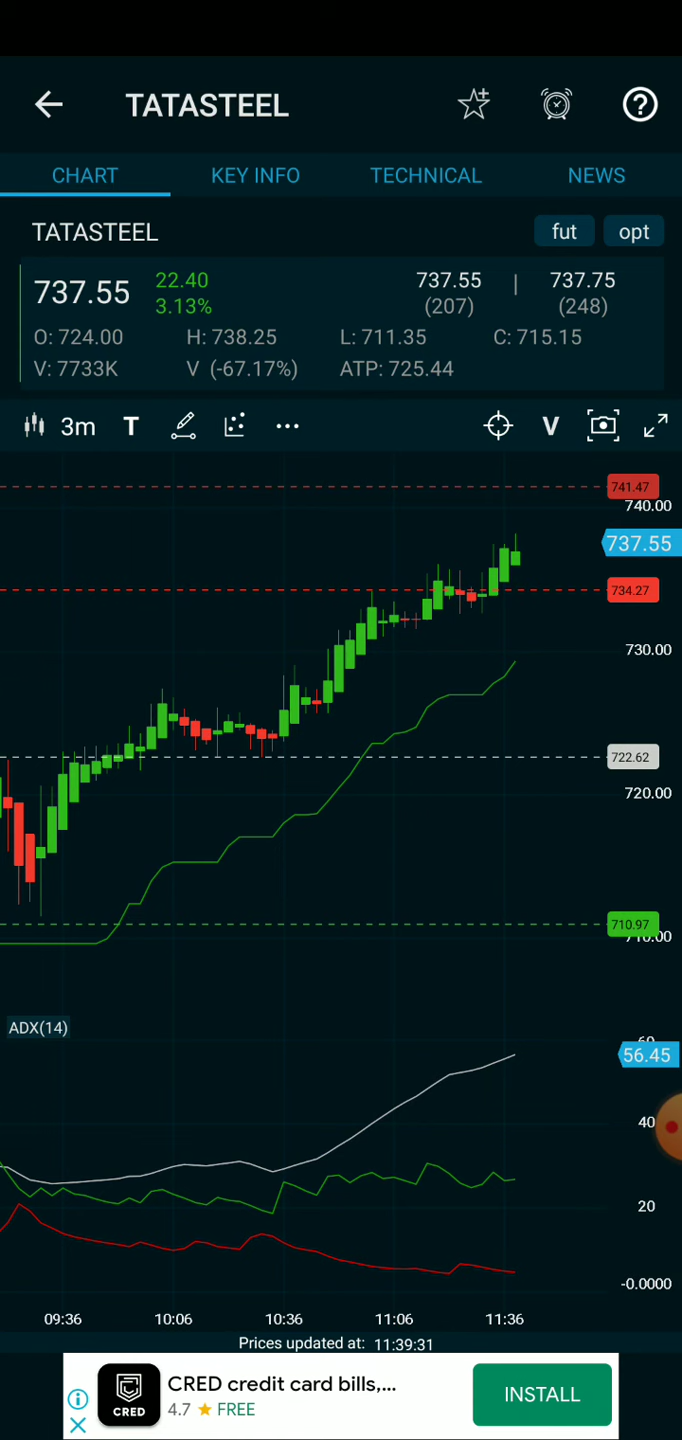 TATASTEEL
CHART KEY INFO TECHNICAL NEWS
TATASTEEL fut opt
737.55 22.40 3.13% 737.55 (207) | 737.75 (248)
O: 724.00 H: 738.25 L: 711.35 C: 715.15
V: 7733K V (-67.17%) ATP: 725.44
3m T V
741.47
740.00
737.55
734.27
730.00
722.62
720.00
710.97
ADX(14)
56.45
40
20
-0.0000
09:36 10:06 10:36 11:06 11:36
Prices updated at: 11:39:31
CRED credit card bills,...
4.7 FREE
CRED
INSTALL